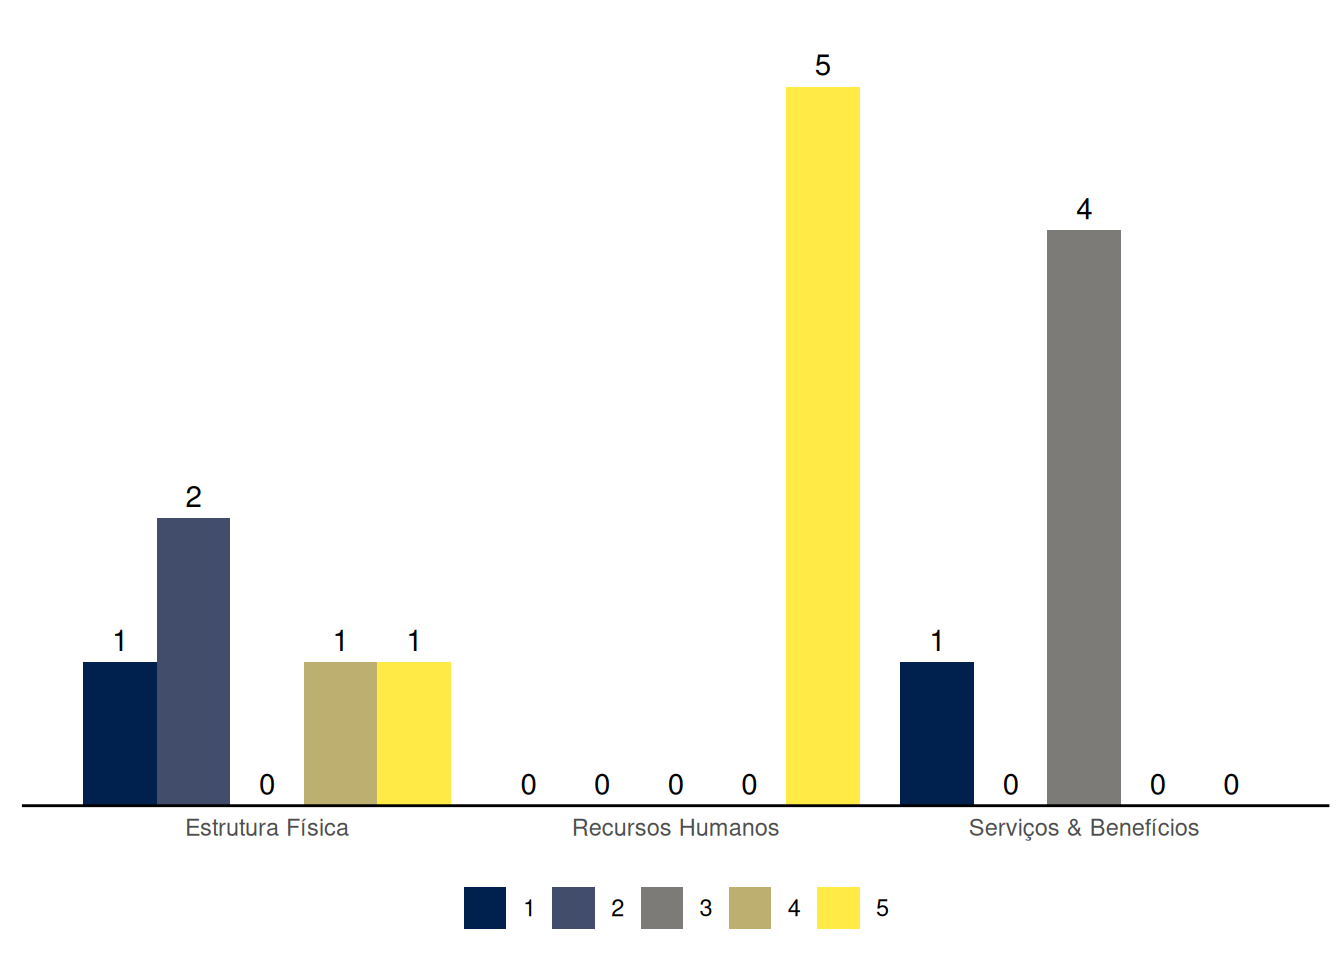 5
4
2
1 1 1 1
0 0 0 0 0 0 0 0
Estrutura Física Recursos Humanos Serviços & Benefícios
1 2 3 4 5